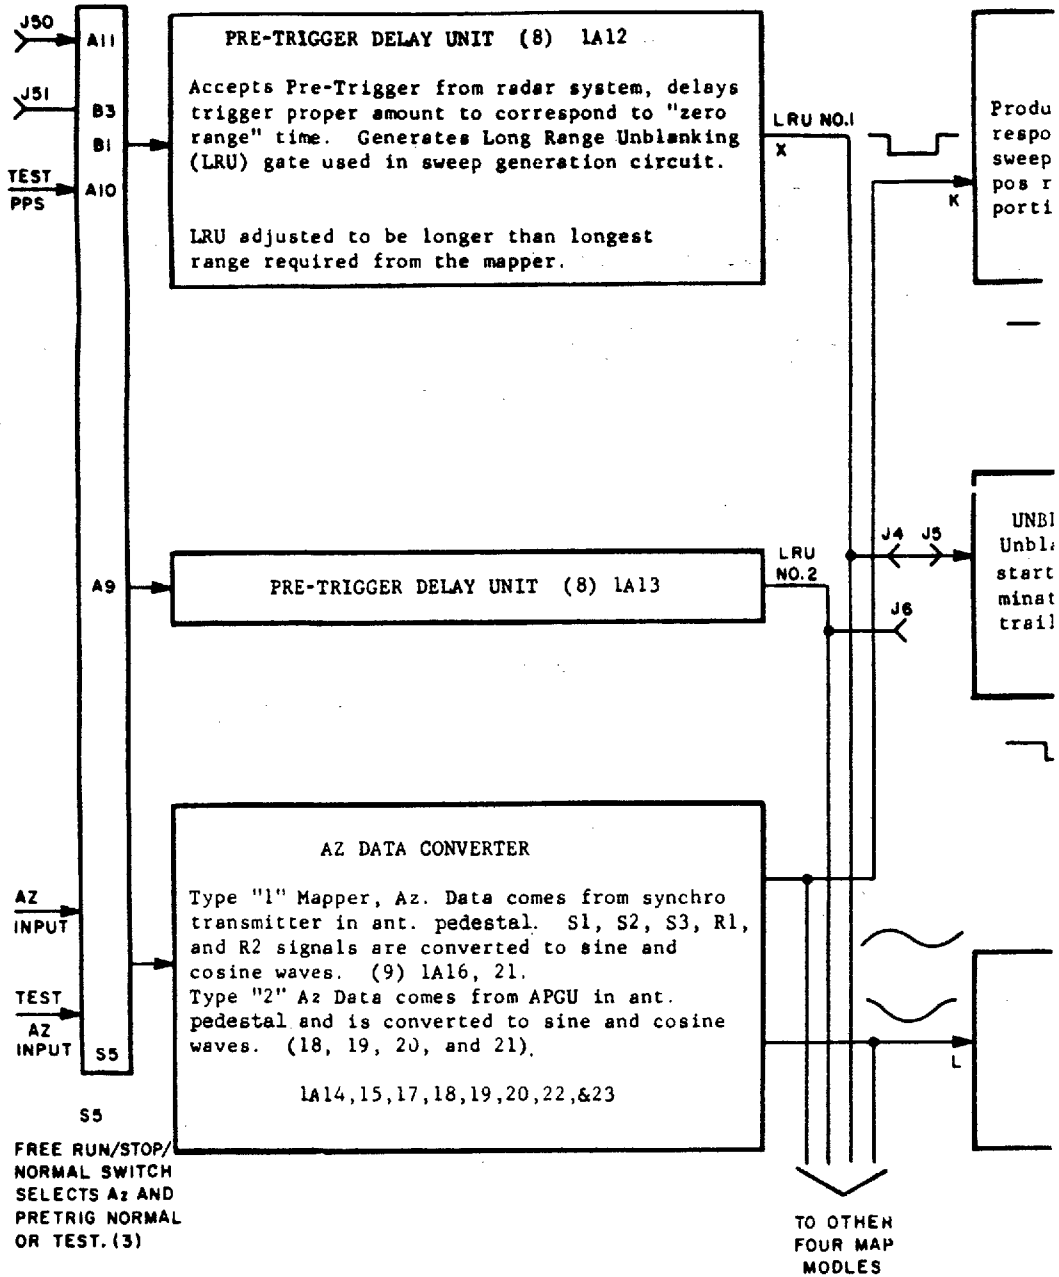 J50
A11
J51
B3
B1
TEST
PPS
A10
PRE-TRIGGER DELAY UNIT (8) 1A12
Accepts Pre-Trigger from radar system, delays
trigger proper amount to correspond to "zero
range" time. Generates Long Range Unblanking
(LRU) gate used in sweep generation circuit.
LRU adjusted to be longer than longest
range required from the mapper.
LRU NO.1
X
K
Produ
respo
sweep
pos r
porti
A9
PRE-TRIGGER DELAY UNIT (8) 1A13
LRU
NO.2
J4 J5
J6
Unbla
start
minat
trail
AZ
INPUT
TEST
AZ
INPUT
S5
AZ DATA CONVERTER
Type "1" Mapper, Az. Data comes from synchro
transmitter in ant. pedestal. S1, S2, S3, R1,
and R2 signals are converted to sine and
cosine waves. (9) 1A16, 21.
Type "2" Az Data comes from APGU in ant.
pedestal and is converted to sine and cosine
waves. (18, 19, 20, and 21).
1A14,15,17,18,19,20,22,&23
L
S5
FREE RUN/STOP/
NORMAL SWITCH
SELECTS Az AND
PRETRIG NORMAL
OR TEST.(3)
TO OTHER
FOUR MAP
MODLES